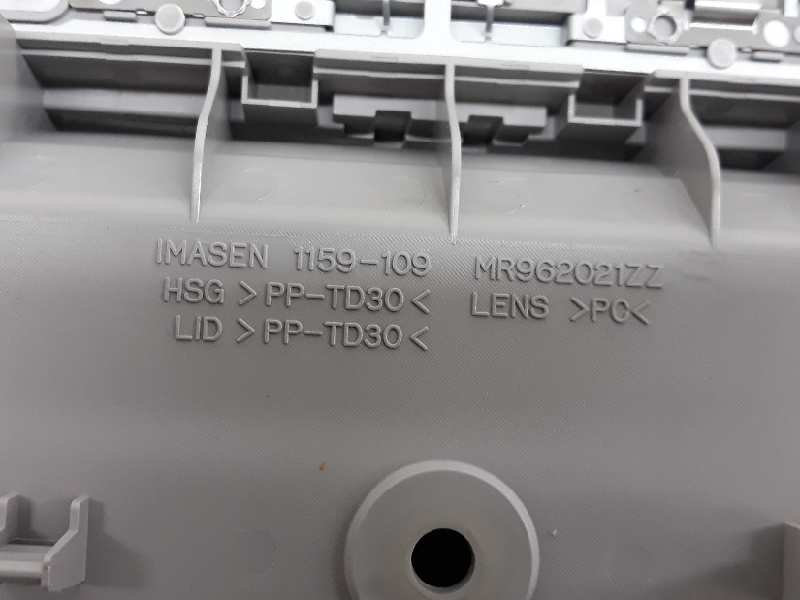 IMASEN 1159-109 MR962021ZZ
HSG >PP-TD30< LENS >PC<
LID >PP-TD30<